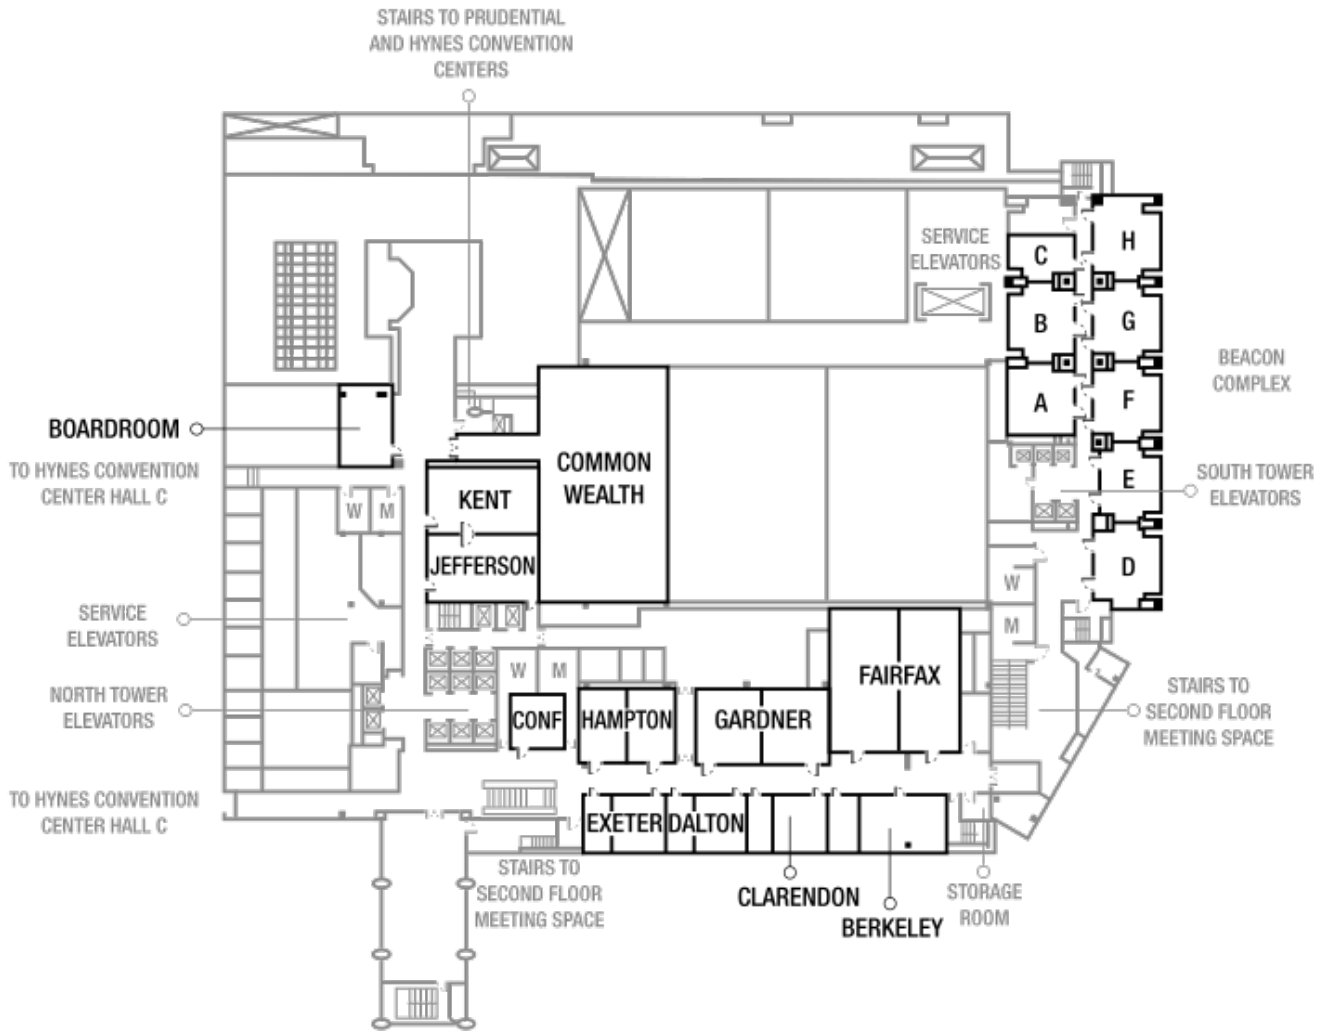 STAIRS TO PRUDENTIAL
AND HYNES CONVENTION
CENTERS
SERVICE
ELEVATORS
C
H
B
G
BEACON
COMPLEX
A
F
BOARDROOM
TO HYNES CONVENTION
CENTER HALL C
COMMON
WEALTH
KENT
E
SOUTH TOWER
ELEVATORS
W
M
JEFFERSON
D
W
SERVICE
ELEVATORS
M
W
M
FAIRFAX
NORTH TOWER
ELEVATORS
CONF
HAMPTON
GARDNER
STAIRS TO
SECOND FLOOR
MEETING SPACE
TO HYNES CONVENTION
CENTER HALL C
EXETER
DALTON
STAIRS TO
SECOND FLOOR
MEETING SPACE
CLARENDON
BERKELEY
STORAGE
ROOM